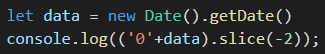 let data = new Date().getDate()
console.log(('0'+data).slice(-2));